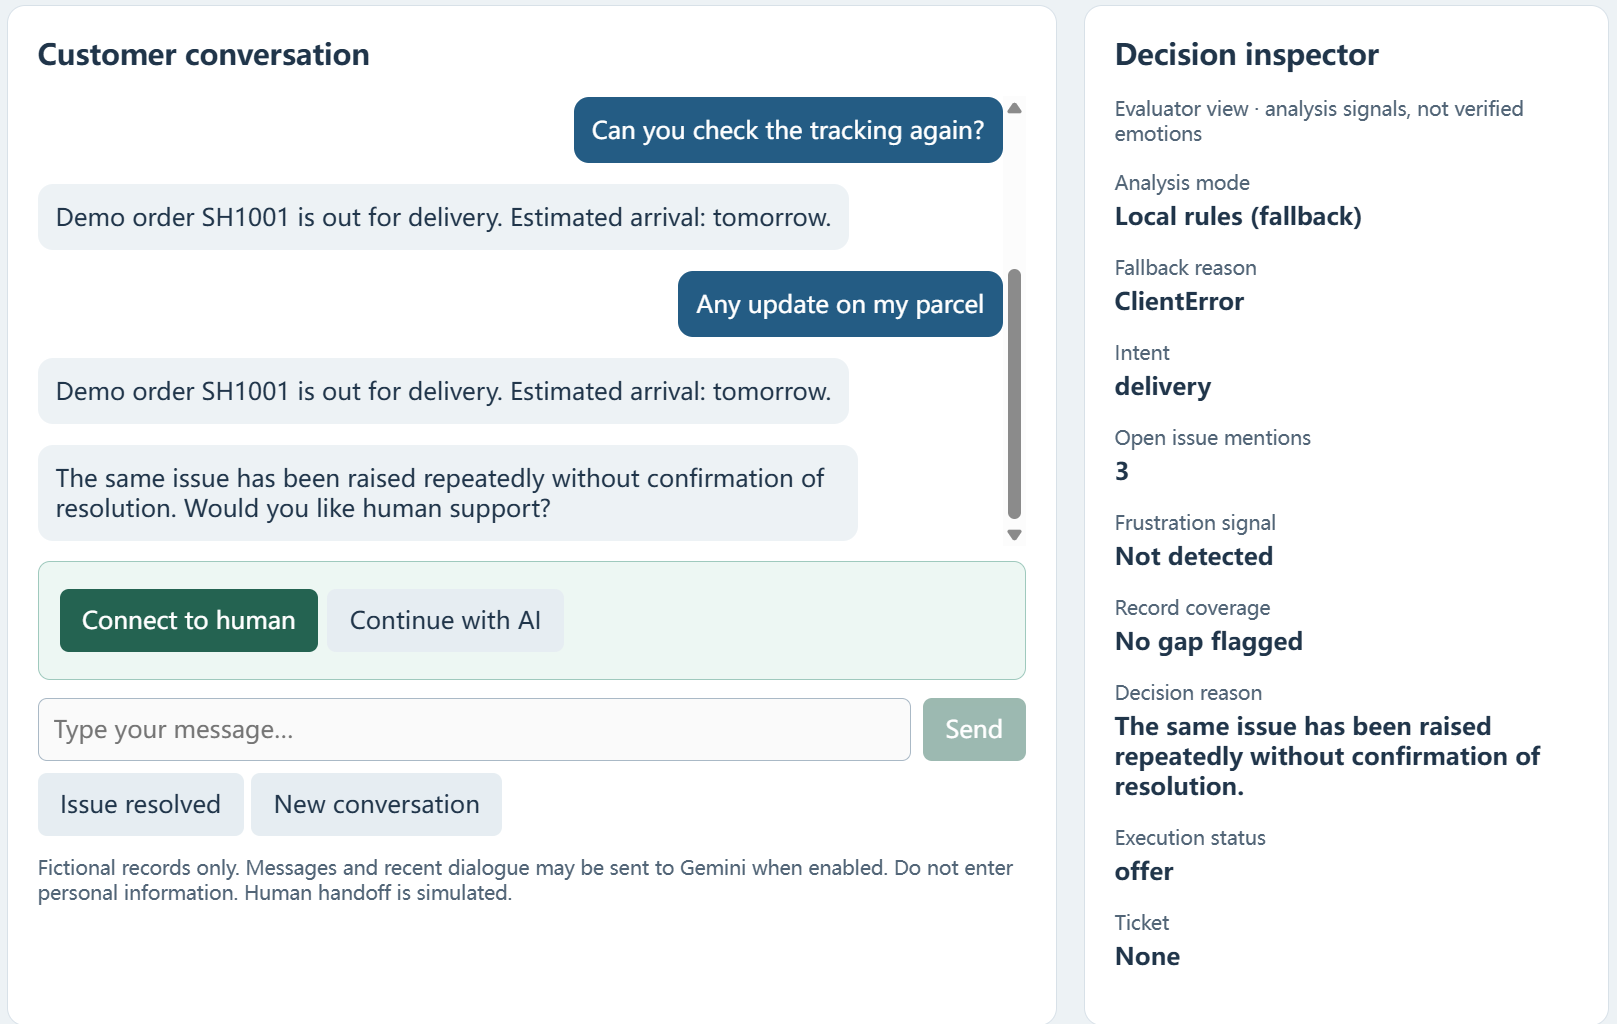 Customer conversation
Can you check the tracking again?
Demo order SH1001 is out for delivery. Estimated arrival: tomorrow.
Any update on my parcel
Demo order SH1001 is out for delivery. Estimated arrival: tomorrow.
The same issue has been raised repeatedly without confirmation of
resolution. Would you like human support?
Connect to human
Continue with AI
Type your message...
Send
Issue resolved
New conversation
Fictional records only. Messages and recent dialogue may be sent to Gemini when enabled. Do not enter
personal information. Human handoff is simulated.
Decision inspector
Evaluator view · analysis signals, not verified
emotions
Analysis mode
Local rules (fallback)
Fallback reason
ClientError
Intent
delivery
Open issue mentions
3
Frustration signal
Not detected
Record coverage
No gap flagged
Decision reason
The same issue has been raised
repeatedly without confirmation of
resolution.
Execution status
offer
Ticket
None